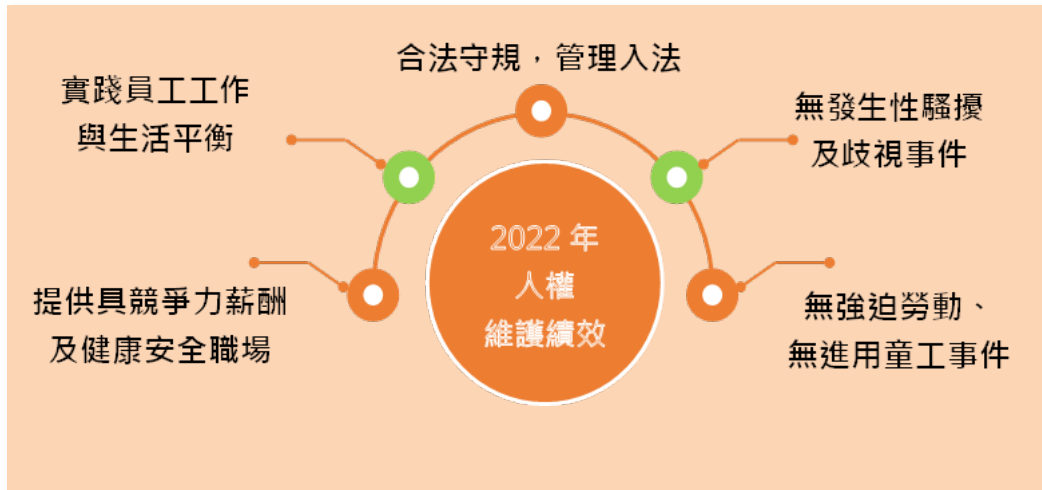 合法守規，管理入法
實踐員工工作
與生活平衡
無發生性騷擾
及歧視事件
2022 年
人權
維護績效
提供具競爭力薪酬
及健康安全職場
無強迫勞動、
無進用童工事件